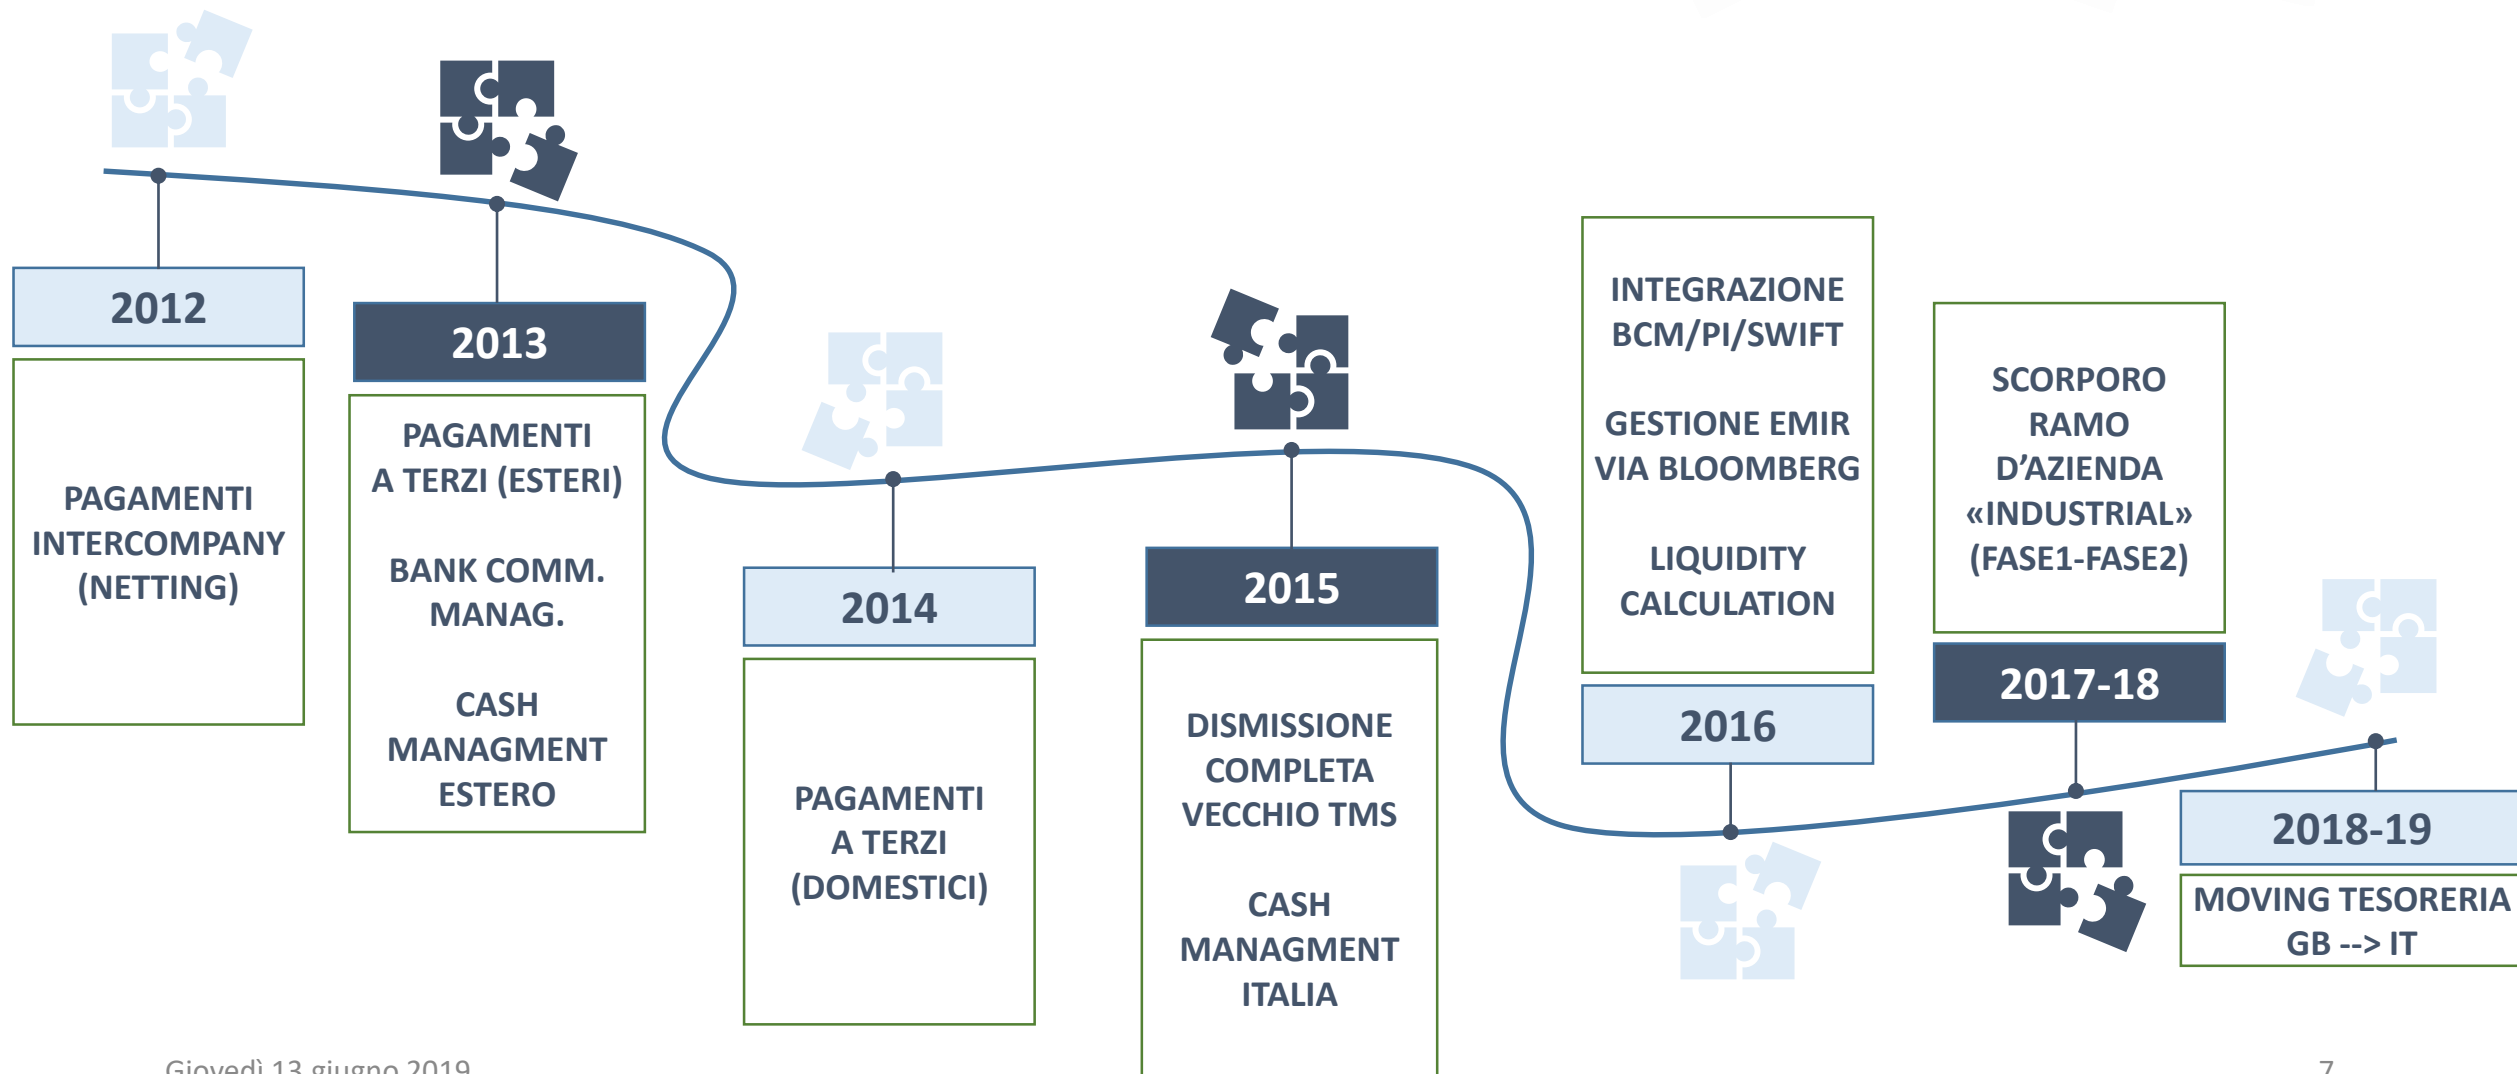 2012
PAGAMENTI
INTERCOMPANY
(NETTING)
2013
PAGAMENTI
A TERZI (ESTERI)
BANK COMM.
MANAG.
CASH
MANAGMENT
ESTERO
2014
PAGAMENTI
A TERZI
(DOMESTICI)
2015
DISMISSIONE
COMPLETA
VECCHIO TMS
CASH
MANAGMENT
ITALIA
INTEGRAZIONE
BCM/PI/SWIFT
GESTIONE EMIR
VIA BLOOMBERG
LIQUIDITY
CALCULATION
2016
SCORPORO
RAMO
D’AZIENDA
«INDUSTRIAL»
(FASE1-FASE2)
2017-18
2018-19
MOVING TESORERIA
GB --> IT
Giovedì 13 giugno 2019
7